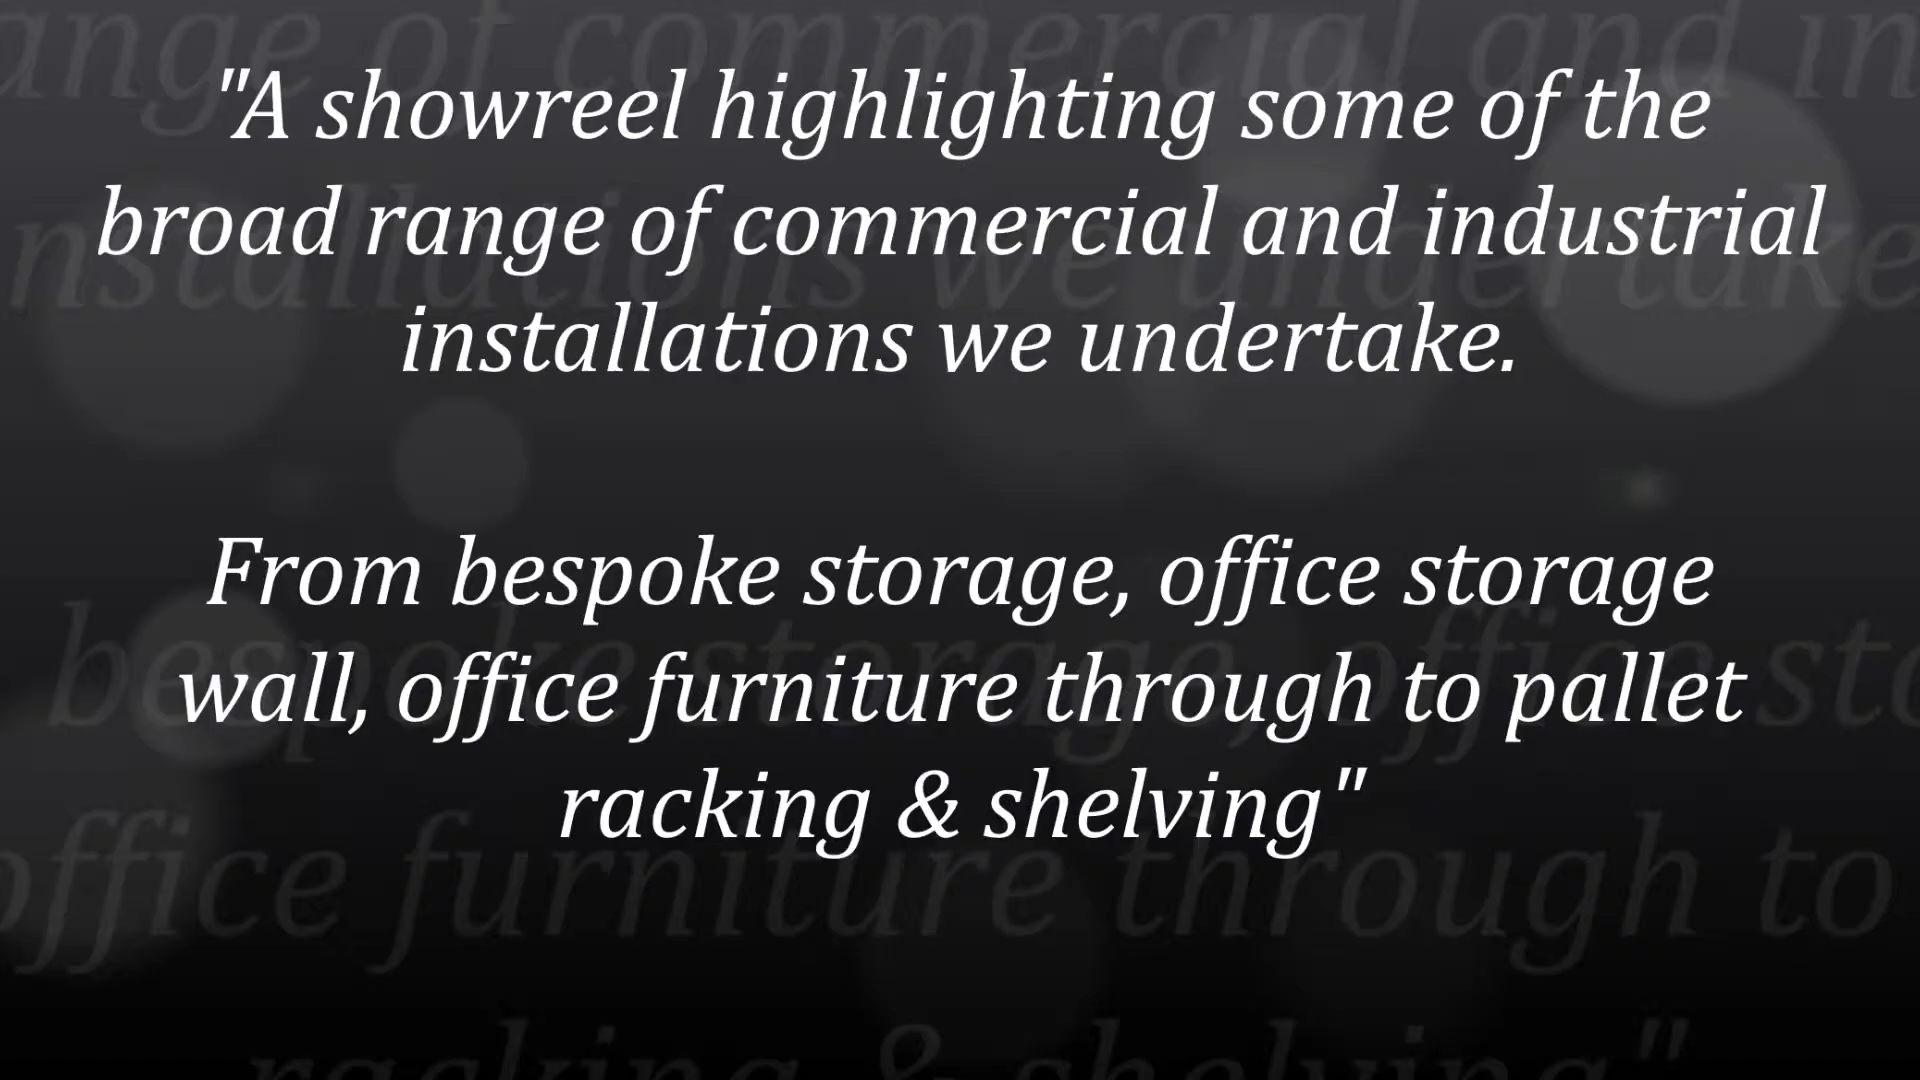 "A showreel highlighting some of the
broad range of commercial and industrial
installations we undertake.
From bespoke storage, office storage
wall, office furniture through to pallet
racking & shelving"